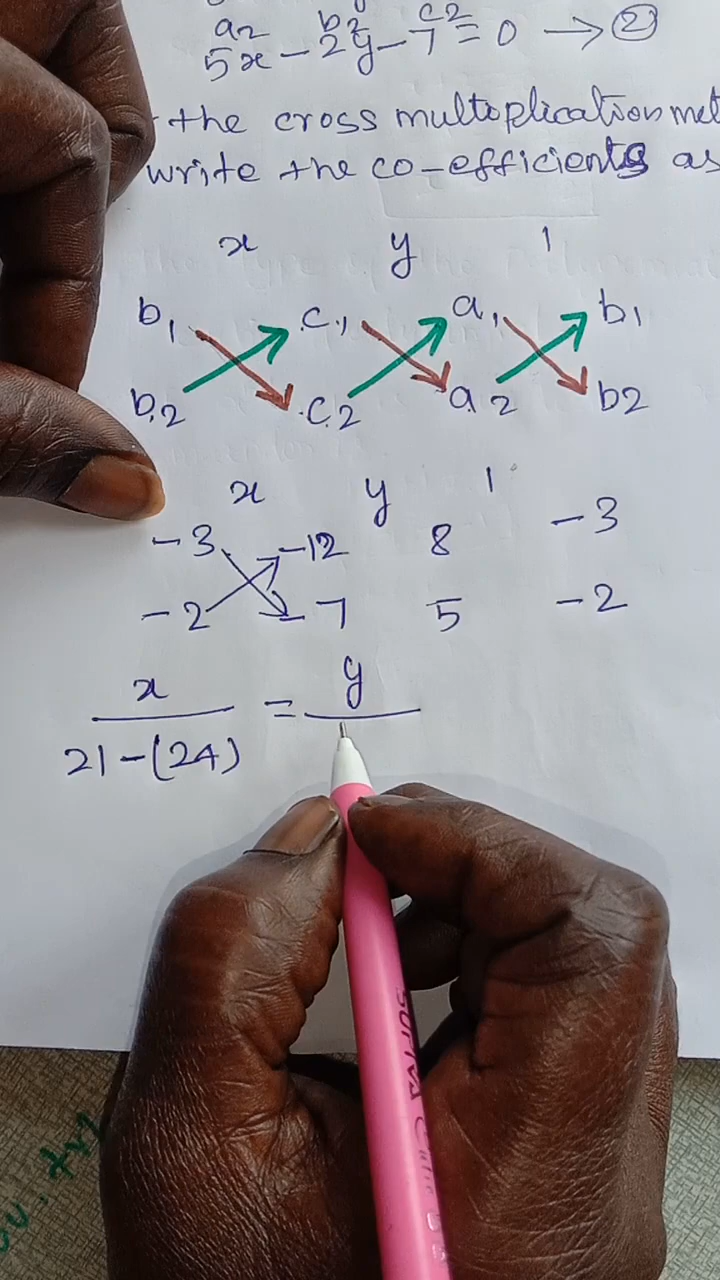 a2 b2 c2
5x - 2y - 7 = 0 → 2
the cross multoplication met
write the co-efficients as
x y 1
b1 c1 a1 b1
b2 c2 a2 b2
x y 1
-3 -12 8 -3
-2 -7 5 -2
x = y
21-(24)